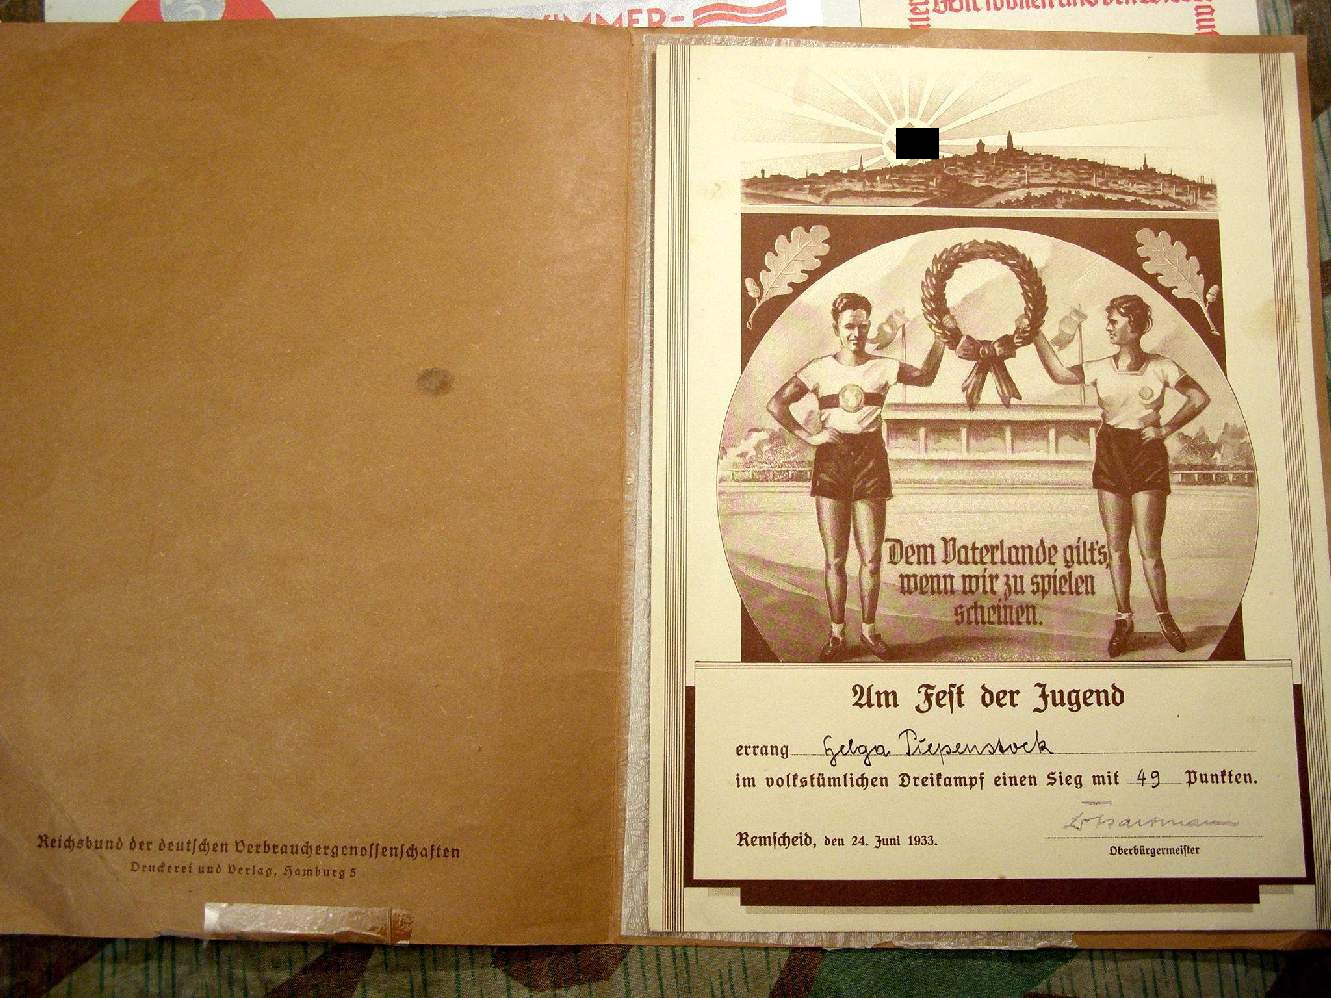 IMMER-
Reichsbund der deutschen Verbrauchergenossenschaften
Druckerei und Verlag, Hamburg 5
Dem Vaterlande gilt's,
wenn wir zu spielen
scheinen.
Am Fest der Jugend
errang Helga Piepenstock
im volkstümlichen Dreikampf einen Sieg mit 49 Punkten.
Remscheid, den 24. Juni 1933.
Oberbürgermeister